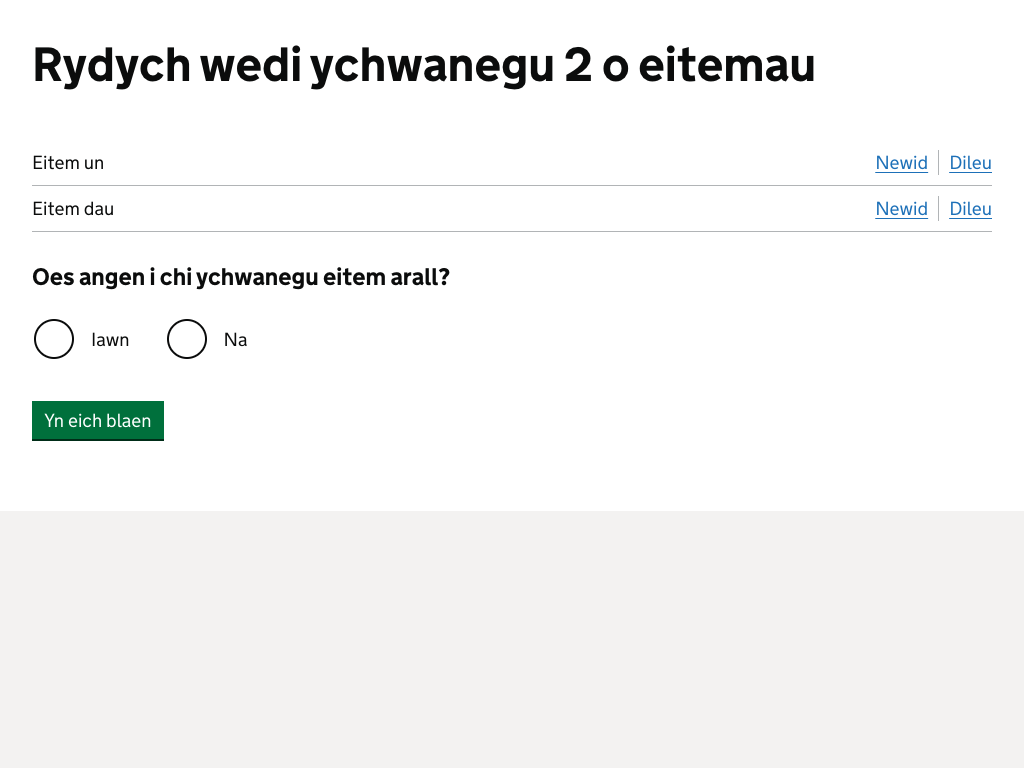 Rydych wedi ychwanegu 2 o eitemau
Eitem un Newid Dileu
Eitem dau Newid Dileu
Oes angen i chi ychwanegu eitem arall?
Iawn Na
Yn eich blaen